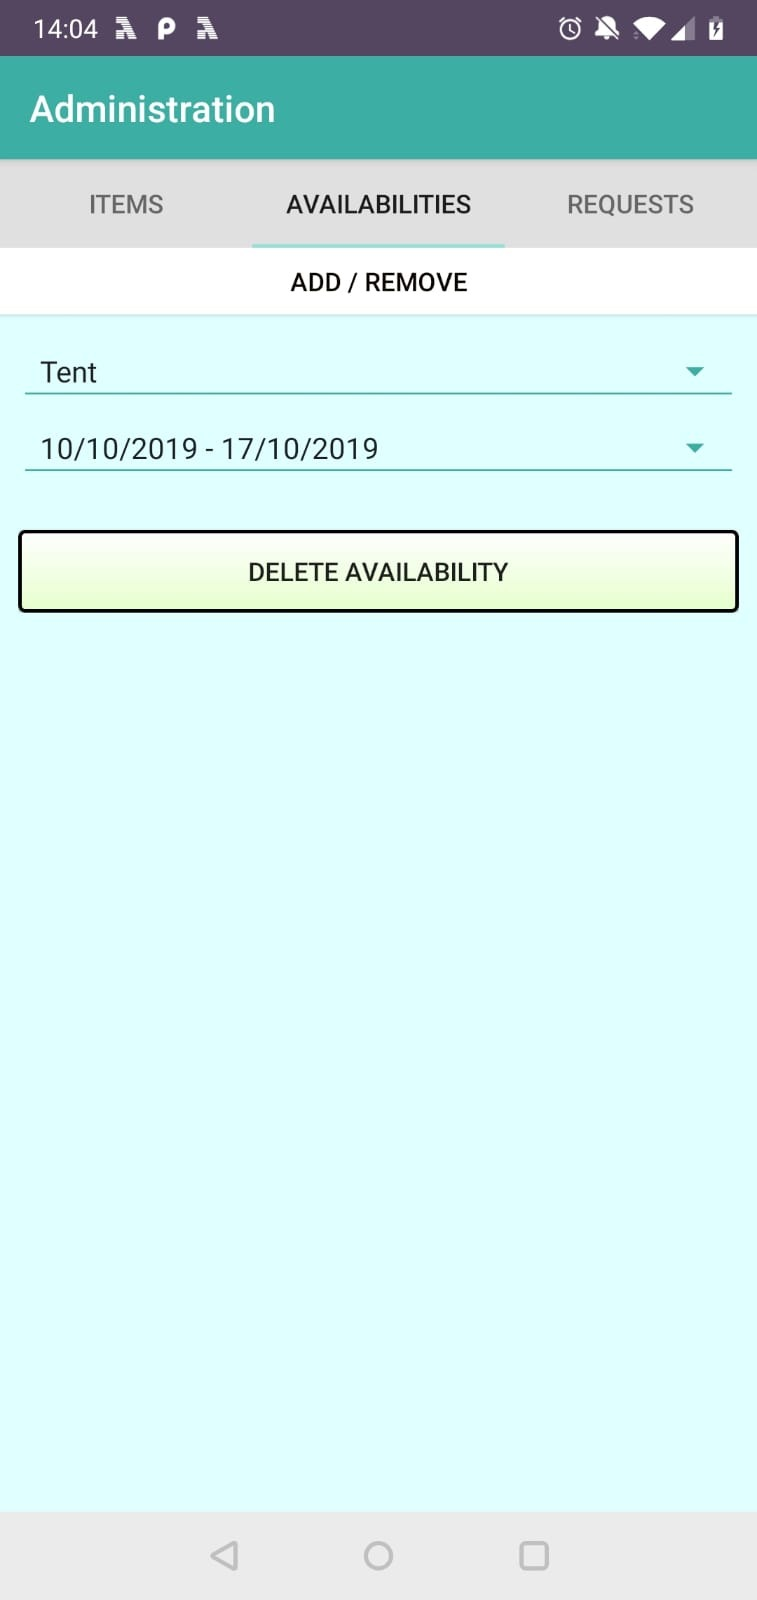 14:04
Administration
ITEMS AVAILABILITIES REQUESTS
ADD / REMOVE
Tent
10/10/2019 - 17/10/2019
DELETE AVAILABILITY